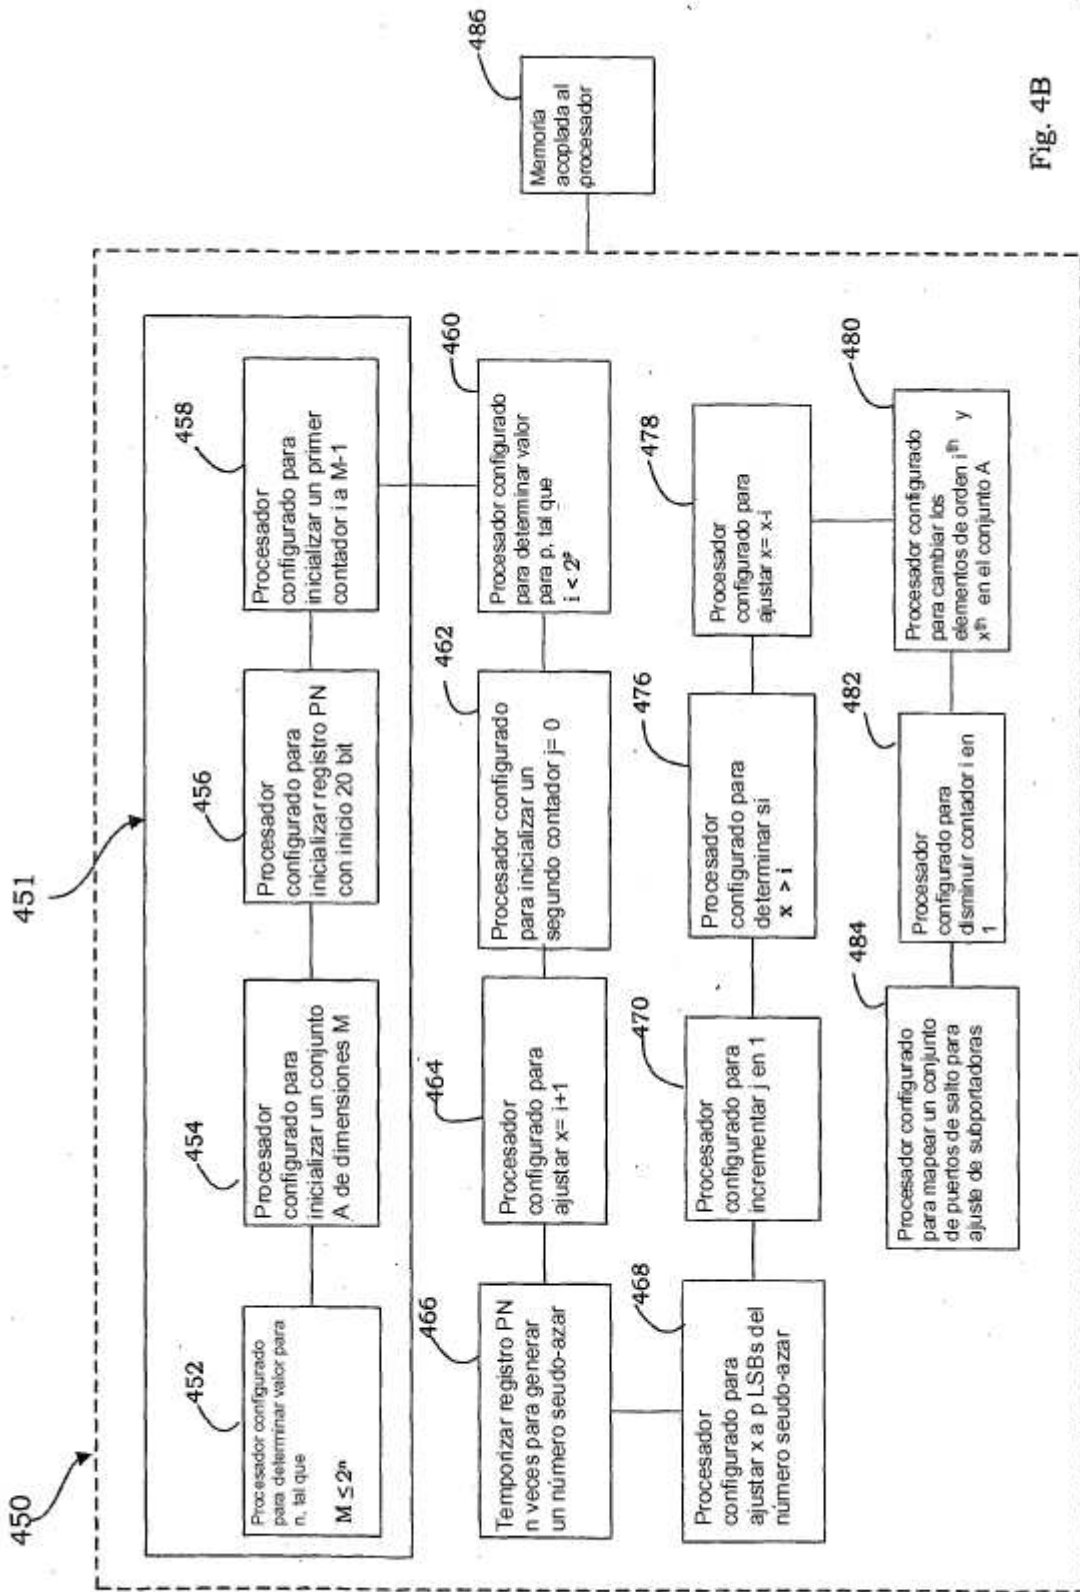 450
451
452
Procesador configurado
para determinar valor para
n, tal que
M ≤ 2ⁿ
454
Procesador
configurado para
inicializar un conjunto
A de dimensiones M
456
Procesador
configurado para
inicializar registro PN
con inicio 20 bit
458
Procesador
configurado para
inicializar un primer
contador i a M-1
460
Procesador configurado
para determinar valor
para p, tal que
i < 2ᵖ
462
Procesador configurado
para inicializar un
segundo contador j= 0
464
Procesador
configurado para
ajustar x= i+1
466
Temporizar registro PN
n veces para generar
un número seudo-azar
468
Procesador
configurado para
ajustar x a p LSBs del
número seudo-azar
470
Procesador
configurado para
incrementar j en 1
476
Procesador
configurado para
determinar si
x > i
478
Procesador
configurado para
ajustar x= x-i
480
Procesador configurado
para cambiar los
elementos de orden iᵗʰ y
xᵗʰ en el conjunto A
482
Procesador
configurado para
disminuir contador i en
1
484
Procesador configurado
para mapear un conjunto
de puertos de salto para
ajuste de subportadoras
486
Memoria
acoplada al
procesador
Fig. 4B